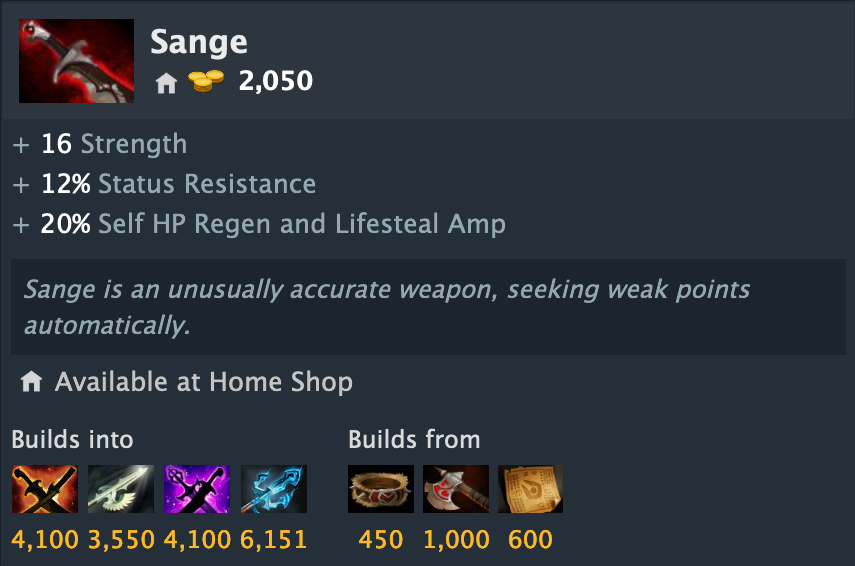 Sange
2,050
+ 16 Strength
+ 12% Status Resistance
+ 20% Self HP Regen and Lifesteal Amp
Sange is an unusually accurate weapon, seeking weak points
automatically.
Available at Home Shop
Builds into
4,100 3,550 4,100 6,151
Builds from
450 1,000 600